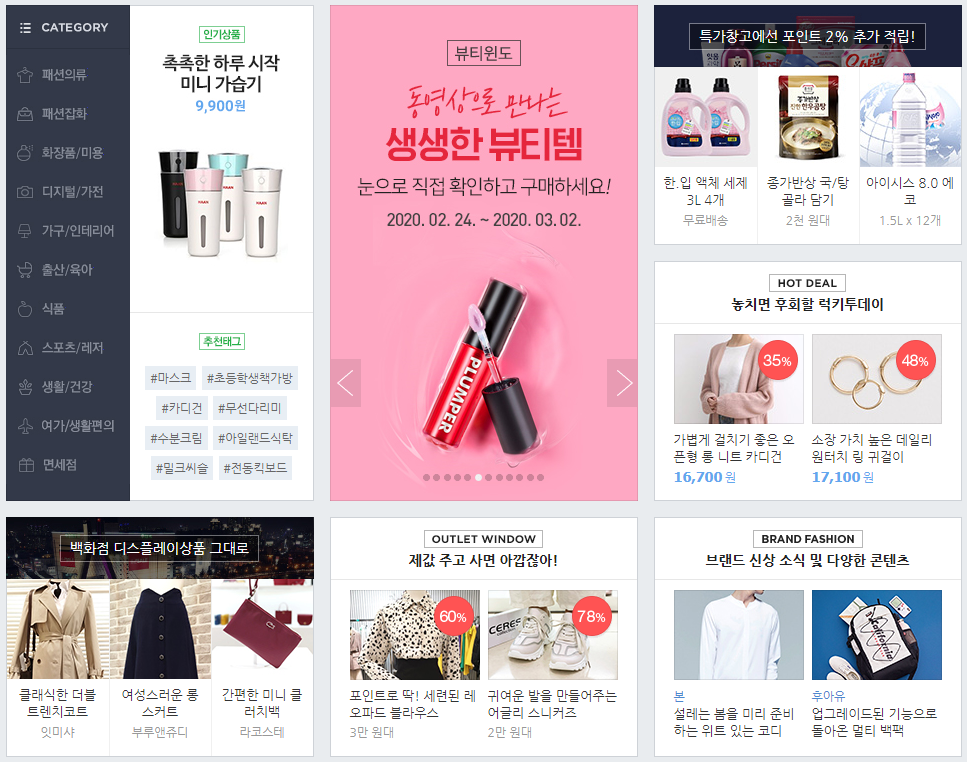 CATEGORY
패션의류
패션잡화
화장품/미용
디지털/가전
가구/인테리어
출산/육아
식품
스포츠/레저
생활/건강
여가/생활편의
면세점
인기상품
촉촉한 하루 시작
미니 가습기
9,900원
HAAN
HAAN
HAAN
HAAN
추천태그
#마스크
#초등학생책가방
#카디건
#무선다리미
#수분크림
#아일랜드식탁
#밀크씨슬
#전동킥보드
뷰티윈도
동영상으로 만나는
생생한 뷰티템
눈으로 직접 확인하고 구매하세요!
2020. 02. 24. ~ 2020. 03. 02.
PLUMPER
특가창고에선 포인트 2% 추가 적립!
한.입 액체 세제
3L 4개
무료배송
종가반상 국/탕
골라 담기
2천 원대
아이시스 8.0 에
코
1.5L x 12개
HOT DEAL
놓치면 후회할 럭키투데이
35%
가볍게 걸치기 좋은 오
픈형 롱 니트 카디건
16,700 원
48%
소장 가치 높은 데일리
원터치 링 귀걸이
17,100 원
백화점 디스플레이상품 그대로
클래식한 더블
트렌치코트
잇미샤
여성스러운 롱
스커트
부루앤쥬디
간편한 미니 클
러치백
라코스테
OUTLET WINDOW
제값 주고 사면 아깝잖아!
60%
포인트로 딱! 세련된 레
오파드 블라우스
3만 원대
CERES
78%
귀여운 발을 만들어주는
어글리 스니커즈
2만 원대
BRAND FASHION
브랜드 신상 소식 및 다양한 콘텐츠
본
설레는 봄을 미리 준비
하는 위트 있는 코디
California
후아유
업그레이드된 기능으로
돌아온 멀티 백팩